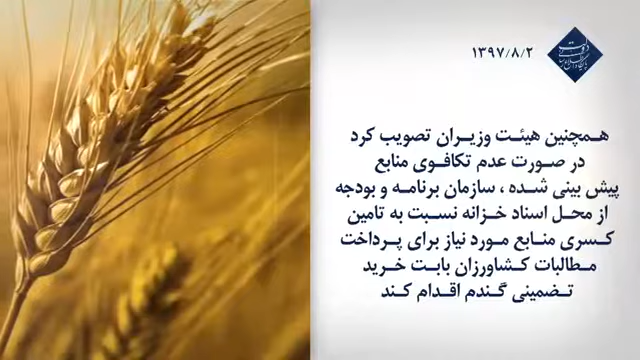 ۱۳۹۷/۸/۲
همچنین هیئت وزیران تصویب کرد
در صورت عدم تکافوی منابع
پیش بینی شده ، سازمان برنامه و بودجه
از محل اسناد خزانه نسبت به تامین
کسری منابع مورد نیاز برای پرداخت
مطالبات کشاورزان بابت خرید
تضمینی گندم اقدام کند